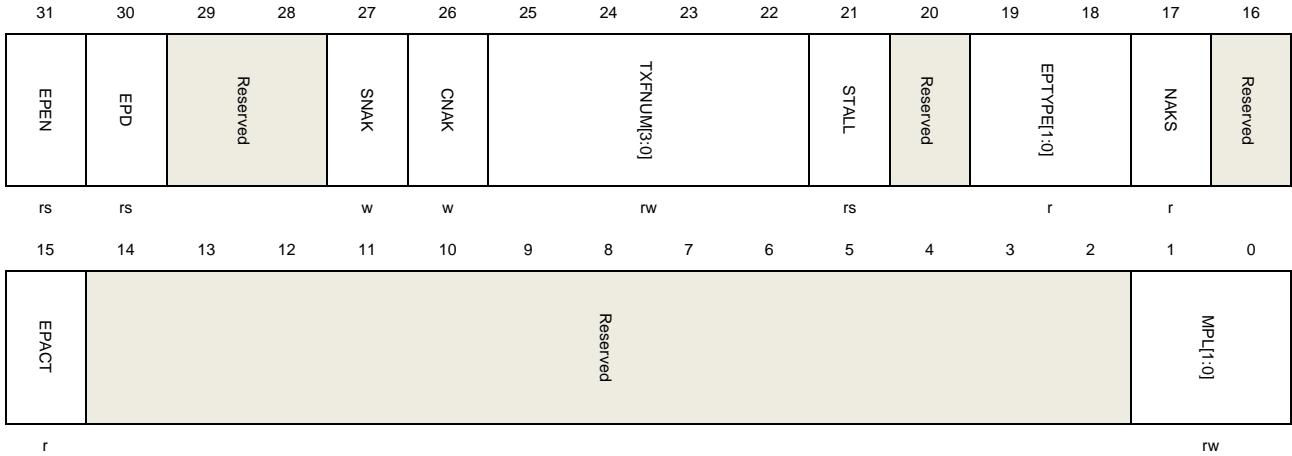 31 30 29 28 27 26 25 24 23 22 21 20 19 18 17 16
EPEN EPD Reserved SNAK CNAK TXFNUM[3:0] STALL Reserved EPTYPE[1:0] NAKS Reserved
rs rs w w rw rs r r
15 14 13 12 11 10 9 8 7 6 5 4 3 2 1 0
EPACT Reserved MPL[1:0]
r rw